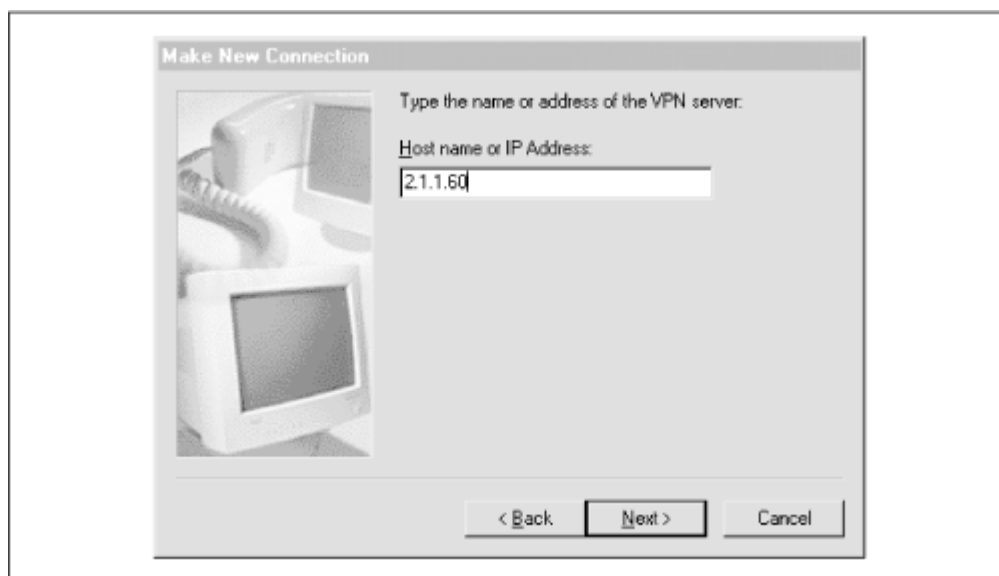 Make New Connection
Type the name or address of the VPN server:
Host name or IP Address:
2.1.1.60
< Back
Next >
Cancel